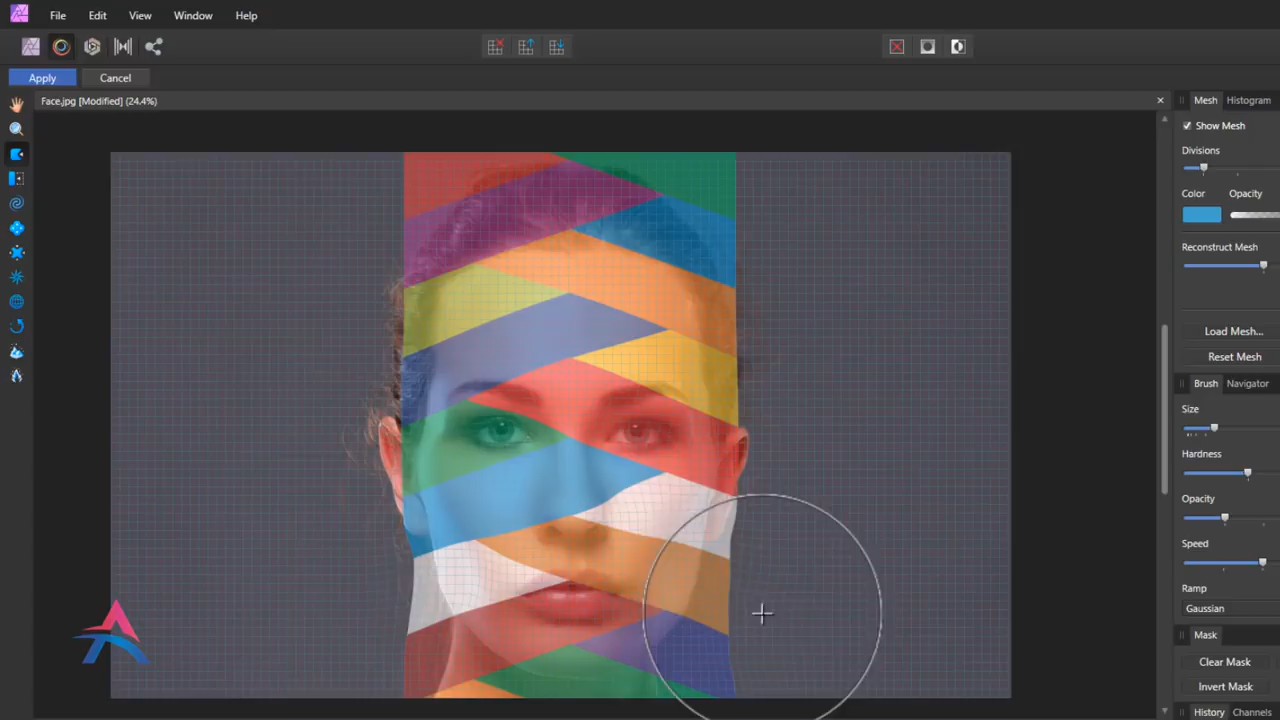 File Edit View Window Help
Apply Cancel
Face.jpg [Modified] (24.4%)
Mesh Histogram
Show Mesh
Divisions
Color Opacity
Reconstruct Mesh
Load Mesh...
Reset Mesh
Brush Navigator
Size
Hardness
Opacity
Speed
Ramp
Gaussian
Mask
Clear Mask
Invert Mask
History Channels